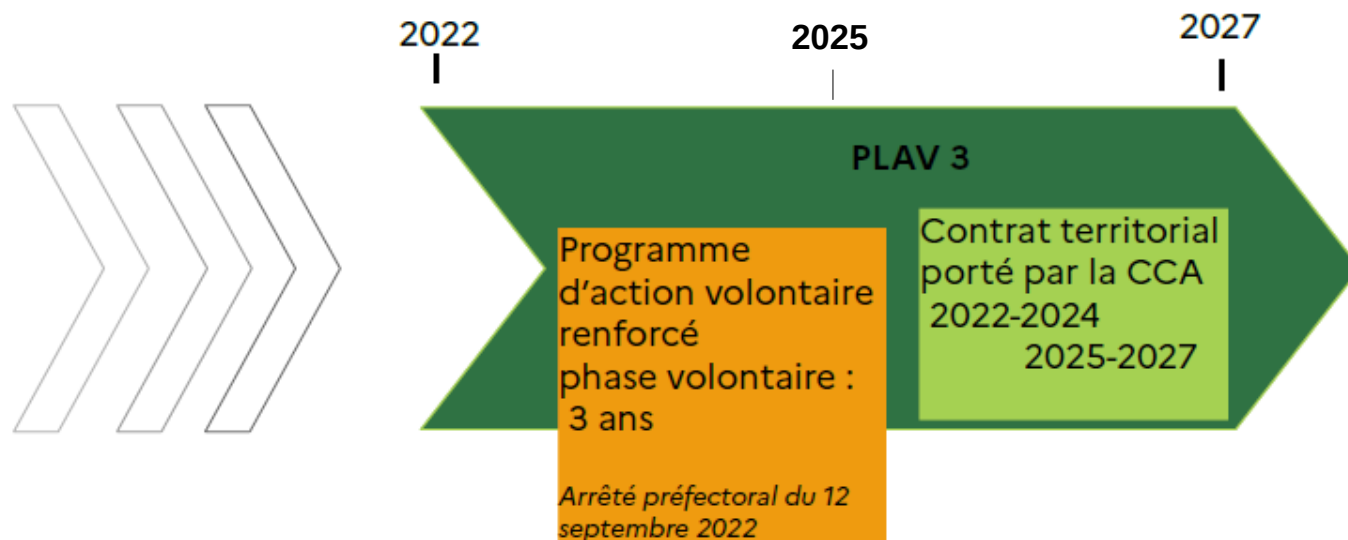 2022
2025
2027
PLAV 3
Programme
d'action volontaire
renforcé
phase volontaire :
3 ans
Arrêté préfectoral du 12
septembre 2022
Contrat territorial
porté par la CCA
2022-2024
2025-2027